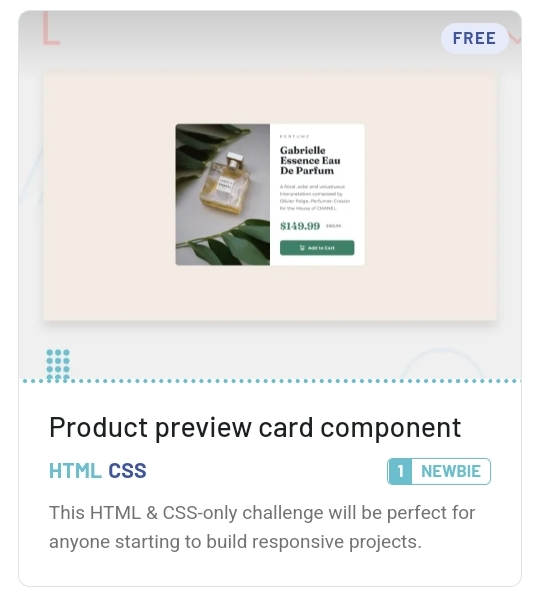 FREE
PERFUME
Gabrielle
Essence Eau
De Parfum
A floral, solar and voluptuous
interpretation composed by
Olivier Polge, Perfumer-Creator
for the House of CHANEL.
$149.99
Add to Cart
Product preview card component
HTML CSS
1 NEWBIE
This HTML & CSS-only challenge will be perfect for
anyone starting to build responsive projects.